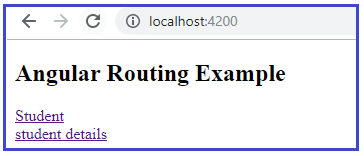 localhost:4200
Angular Routing Example
Student
student details